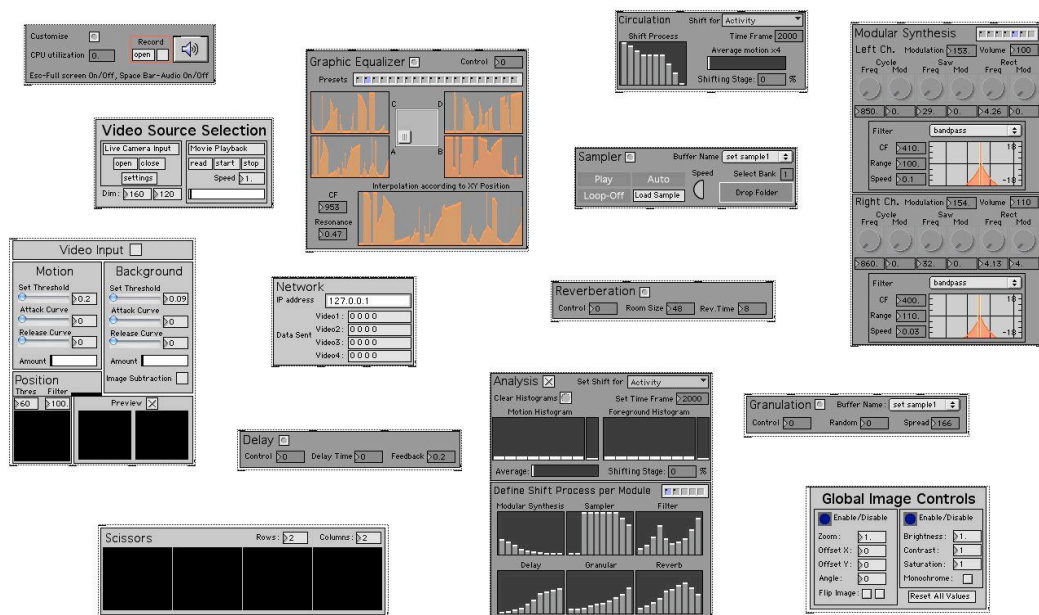 Customise
CPU utilization 0.
Record
open
Esc-Full screen On/Off, Space Bar-Audio On/Off
Video Source Selection
Live Camera Input
open close
settings
Dim: 160 120
Movie Playback
read start stop
Speed 1.
Graphic Equalizer
Control 0
Presets
C D
A B
Interpolation according to XY Position
CF
953
Resonance
0.47
Circulation
Shift for Activity
Shift Process
Time Frame 2000
Average motion x4
Shifting Stage: 0 %
Modular Synthesis
Left Ch. Modulation 153. Volume 100
Cycle Saw Rect
Freq Mod Freq Mod Freq Mod
850. 0. 29. 0. 4.26 0.
Filter bandpass
CF 410.
Range 100.
Speed 0.1
18
-18
Right Ch. Modulation 154. Volume 110
Cycle Saw Rect
Freq Mod Freq Mod Freq Mod
860. 0. 32. 0. 4.13 4.
Filter bandpass
CF 400.
Range 110.
Speed 0.03
18
-18
Sampler
Buffer Name set sample1
Play Auto
Loop-Off Load Sample
Speed
Select Bank 1
Drop Folder
Video Input
Motion
Set Threshold
0.2
Attack Curve
0
Release Curve
0
Amount
Background
Set Threshold
0.09
Attack Curve
0
Release Curve
0
Amount
Image Subtraction
Position
Thres Filter
60 100.
Preview
Network
IP address 127.0.0.1
Data Sent
Video1: 0 0 0 0
Video2: 0 0 0 0
Video3: 0 0 0 0
Video4: 0 0 0 0
Reverberation
Control 0 Room Size 48 Rev.Time 8
Analysis
Set Shift for Activity
Clear Histograms
Set Time Frame 2000
Motion Histogram Foreground Histogram
Average: Shifting Stage: 0 %
Define Shift Process per Module
Modular Synthesis Sampler Filter
Delay Granular Reverb
Granulation
Buffer Name: set sample1
Control 0 Random 0 Spread 166
Delay
Control 0 Delay Time 0 Feedback 0.2
Scissors
Rows: 2 Columns: 2
Global Image Controls
Enable/Disable
Zoom: 1.
Offset X: 0
Offset Y: 0
Angle: 0
Flip Image:
Enable/Disable
Brightness: 1.
Contrast: 1
Saturation: 1
Monochrome:
Reset All Values